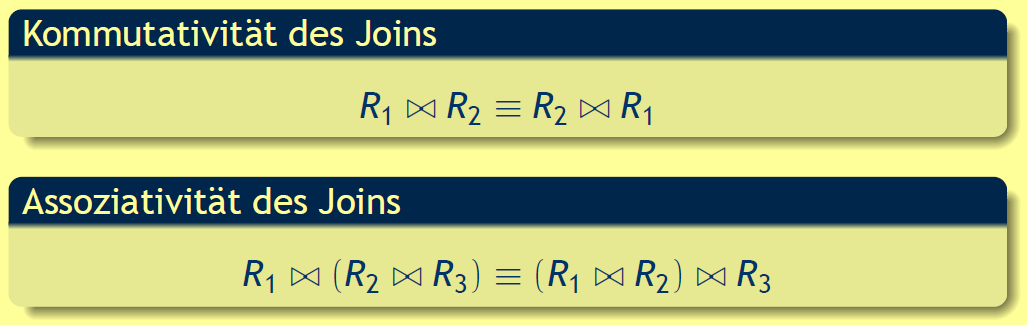 Kommutativität des Joins
R₁ ⋈ R₂ ≡ R₂ ⋈ R₁
Assoziativität des Joins
R₁ ⋈ (R₂ ⋈ R₃) ≡ (R₁ ⋈ R₂) ⋈ R₃